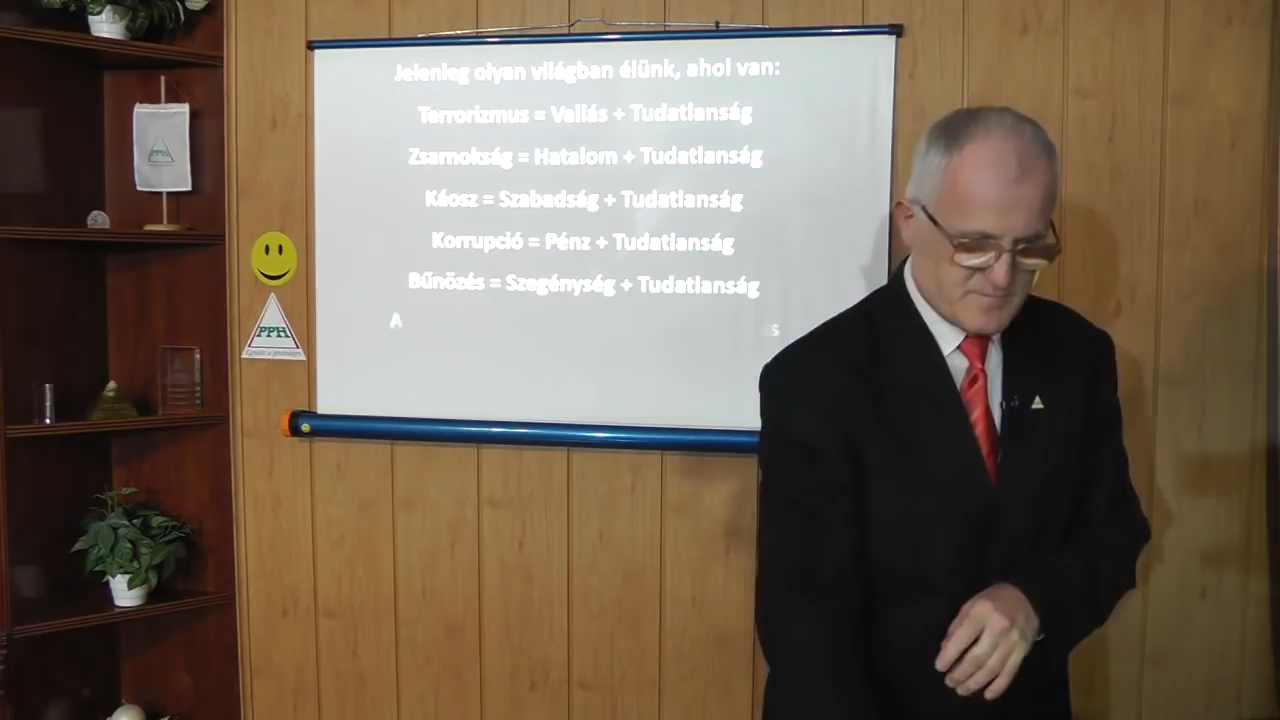 Jelenleg olyan világban élünk, ahol van:
Terrorizmus = Vallás + Tudatlanság
Zsarnokság = Hatalom + Tudatlanság
Káosz = Szabadság + Tudatlanság
Korrupció = Pénz + Tudatlanság
Bűnözés = Szegénység + Tudatlanság
A s
PPH